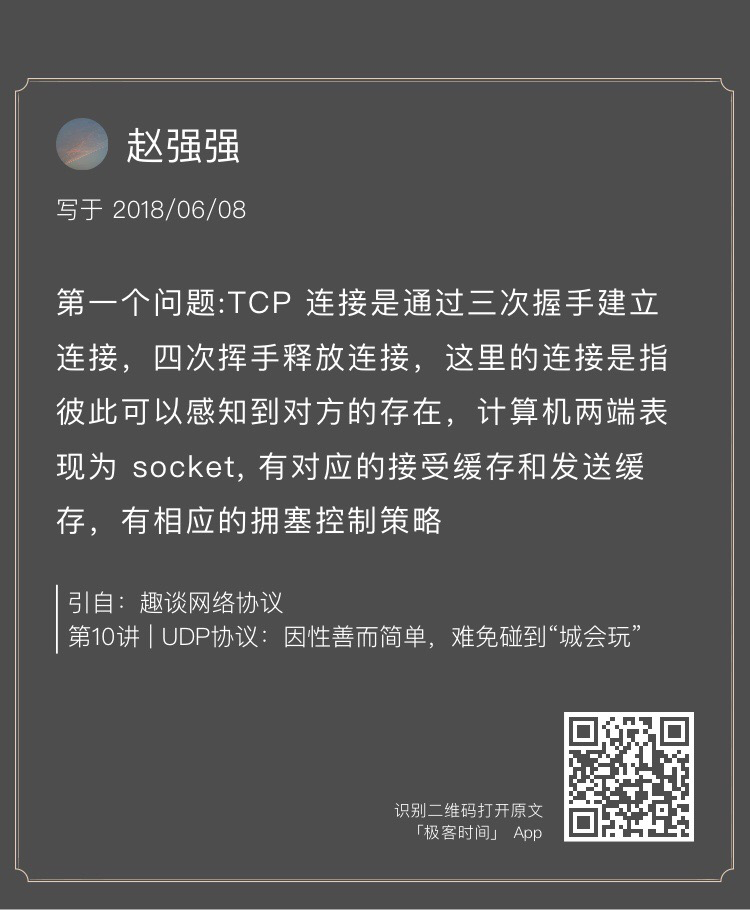 赵强强
写于 2018/06/08
第一个问题:TCP 连接是通过三次握手建立
连接，四次挥手释放连接，这里的连接是指
彼此可以感知到对方的存在，计算机两端表
现为 socket, 有对应的接受缓存和发送缓
存，有相应的拥塞控制策略
引自：趣谈网络协议
第10讲 | UDP协议：因性善而简单，难免碰到“城会玩”
识别二维码打开原文
「极客时间」 App